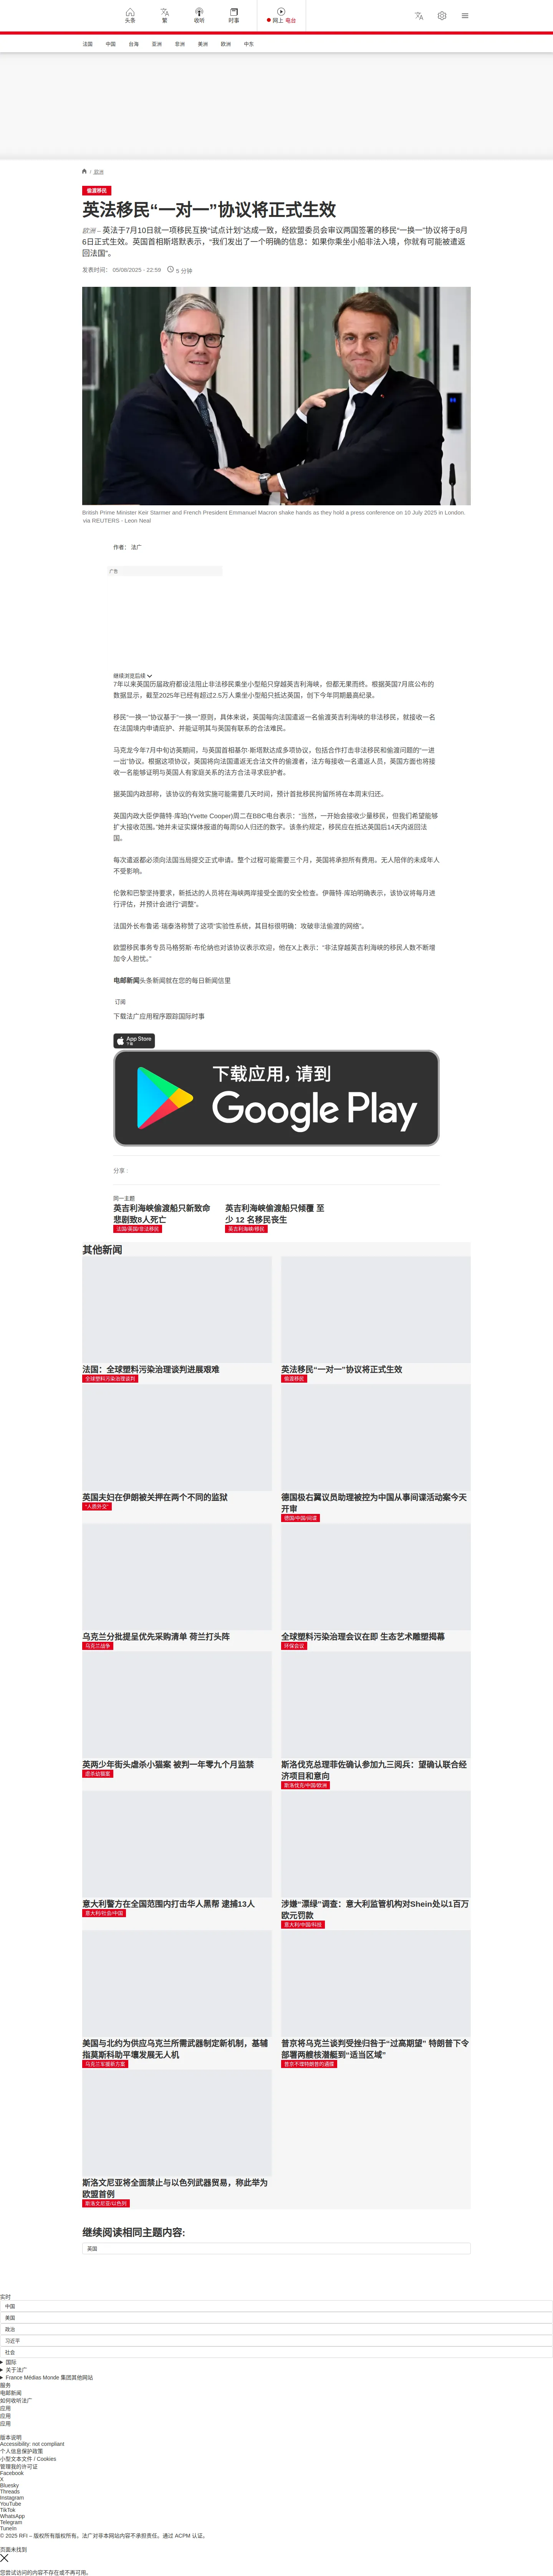 头条
繁
收听
时事
网上 电台
法国
中国
台海
亚洲
非洲
美洲
欧洲
中东
/ 欧洲
偷渡移民
英法移民“一对一”协议将正式生效
欧洲 – 英法于7月10日就一项移民互换“试点计划”达成一致，经欧盟委员会审议两国签署的移民“一换一”协议将于8月
6日正式生效。英国首相斯塔默表示，“我们发出了一个明确的信息：如果你乘坐小船非法入境，你就有可能被遣返
回法国”。
发表时间： 05/08/2025 - 22:59
5 分钟
British Prime Minister Keir Starmer and French President Emmanuel Macron shake hands as they hold a press conference on 10 July 2025 in London.
via REUTERS - Leon Neal
作者： 法广
广告
继续浏览后续
7年以来英国历届政府都设法阻止非法移民乘坐小型船只穿越英吉利海峡，但都无果而终。根据英国7月底公布的
数据显示，截至2025年已经有超过2.5万人乘坐小型船只抵达英国，创下今年同期最高纪录。
移民“一换一”协议基于“一换一”原则，具体来说，英国每向法国遣返一名偷渡英吉利海峡的非法移民，就接收一名
在法国境内申请庇护、并能证明其与英国有联系的合法难民。
马克龙今年7月中旬访英期间，与英国首相基尔·斯塔默达成多项协议，包括合作打击非法移民和偷渡问题的“一进
一出”协议。根据这项协议，英国将向法国遣返无合法文件的偷渡者，法方每接收一名遣返人员，英国方面也将接
收一名能够证明与英国人有家庭关系的法方合法寻求庇护者。
据英国内政部称，该协议的有效实施可能需要几天时间，预计首批移民拘留所将在本周末归还。
英国内政大臣伊薇特·库珀(Yvette Cooper)周二在BBC电台表示：“当然，一开始会接收少量移民，但我们希望能够
扩大接收范围。”她并未证实媒体报道的每周50人归还的数字。该条约规定，移民应在抵达英国后14天内返回法
国。
每次遣返都必须向法国当局提交正式申请。整个过程可能需要三个月，英国将承担所有费用。无人陪伴的未成年人
不受影响。
伦敦和巴黎坚持要求，新抵达的人员将在海峡两岸接受全面的安全检查。伊薇特·库珀明确表示，该协议将每月进
行评估，并预计会进行“调整”。
法国外长布鲁诺·瑞泰洛称赞了这项“实验性系统，其目标很明确：攻破非法偷渡的网络”。
欧盟移民事务专员马格努斯·布伦纳他对该协议表示欢迎，他在X上表示：“非法穿越英吉利海峡的移民人数不断增
加令人担忧。”
电邮新闻头条新闻就在您的每日新闻信里
订阅
下载法广应用程序跟踪国际时事
App Store
下载
下载应用，请到
Google Play
分享 :
同一主题
英吉利海峡偷渡船只新致命
悲剧致8人死亡
法国/英国/非法移民
英吉利海峡偷渡船只倾覆 至
少 12 名移民丧生
英吉利海峡/移民
其他新闻
法国：全球塑料污染治理谈判进展艰难
全球塑料污染治理谈判
英法移民“一对一”协议将正式生效
偷渡移民
英国夫妇在伊朗被关押在两个不同的监狱
“人质外交”
德国极右翼议员助理被控为中国从事间谍活动案今天
开审
德国/中国/间谍
乌克兰分批提呈优先采购清单 荷兰打头阵
乌克兰战争
全球塑料污染治理会议在即 生态艺术雕塑揭幕
环保会议
英两少年街头虐杀小猫案 被判一年零九个月监禁
虐杀幼猫案
斯洛伐克总理菲佐确认参加九三阅兵：望确认联合经
济项目和意向
斯洛伐克/中国/欧洲
意大利警方在全国范围内打击华人黑帮 逮捕13人
意大利/社会/中国
涉嫌“漂绿”调查：意大利监管机构对Shein处以1百万
欧元罚款
意大利/中国/科技
美国与北约为供应乌克兰所需武器制定新机制，基辅
指莫斯科助平壤发展无人机
乌克兰军援新方案
普京将乌克兰谈判受挫归咎于“过高期望” 特朗普下令
部署两艘核潜艇到“适当区域”
普京不理特朗普的通牒
斯洛文尼亚将全面禁止与以色列武器贸易，称此举为
欧盟首例
斯洛文尼亚/以色列
继续阅读相同主题内容:
英国
实时
中国
美国
政治
习近平
社会
国际
关于法广
France Médias Monde 集团其他网站
服务
电邮新闻
如何收听法广
应用
应用
应用
版本说明
Accessibility: not compliant
个人信息保护政策
小型文本文件 / Cookies
管理我的许可证
Facebook
X
Bluesky
Threads
Instagram
YouTube
TikTok
WhatsApp
Telegram
TuneIn
© 2025 RFI – 版权所有版权所有。法广对非本网站内容不承担责任。通过 ACPM 认证。
页面未找到
您尝试访问的内容不存在或不再可用。